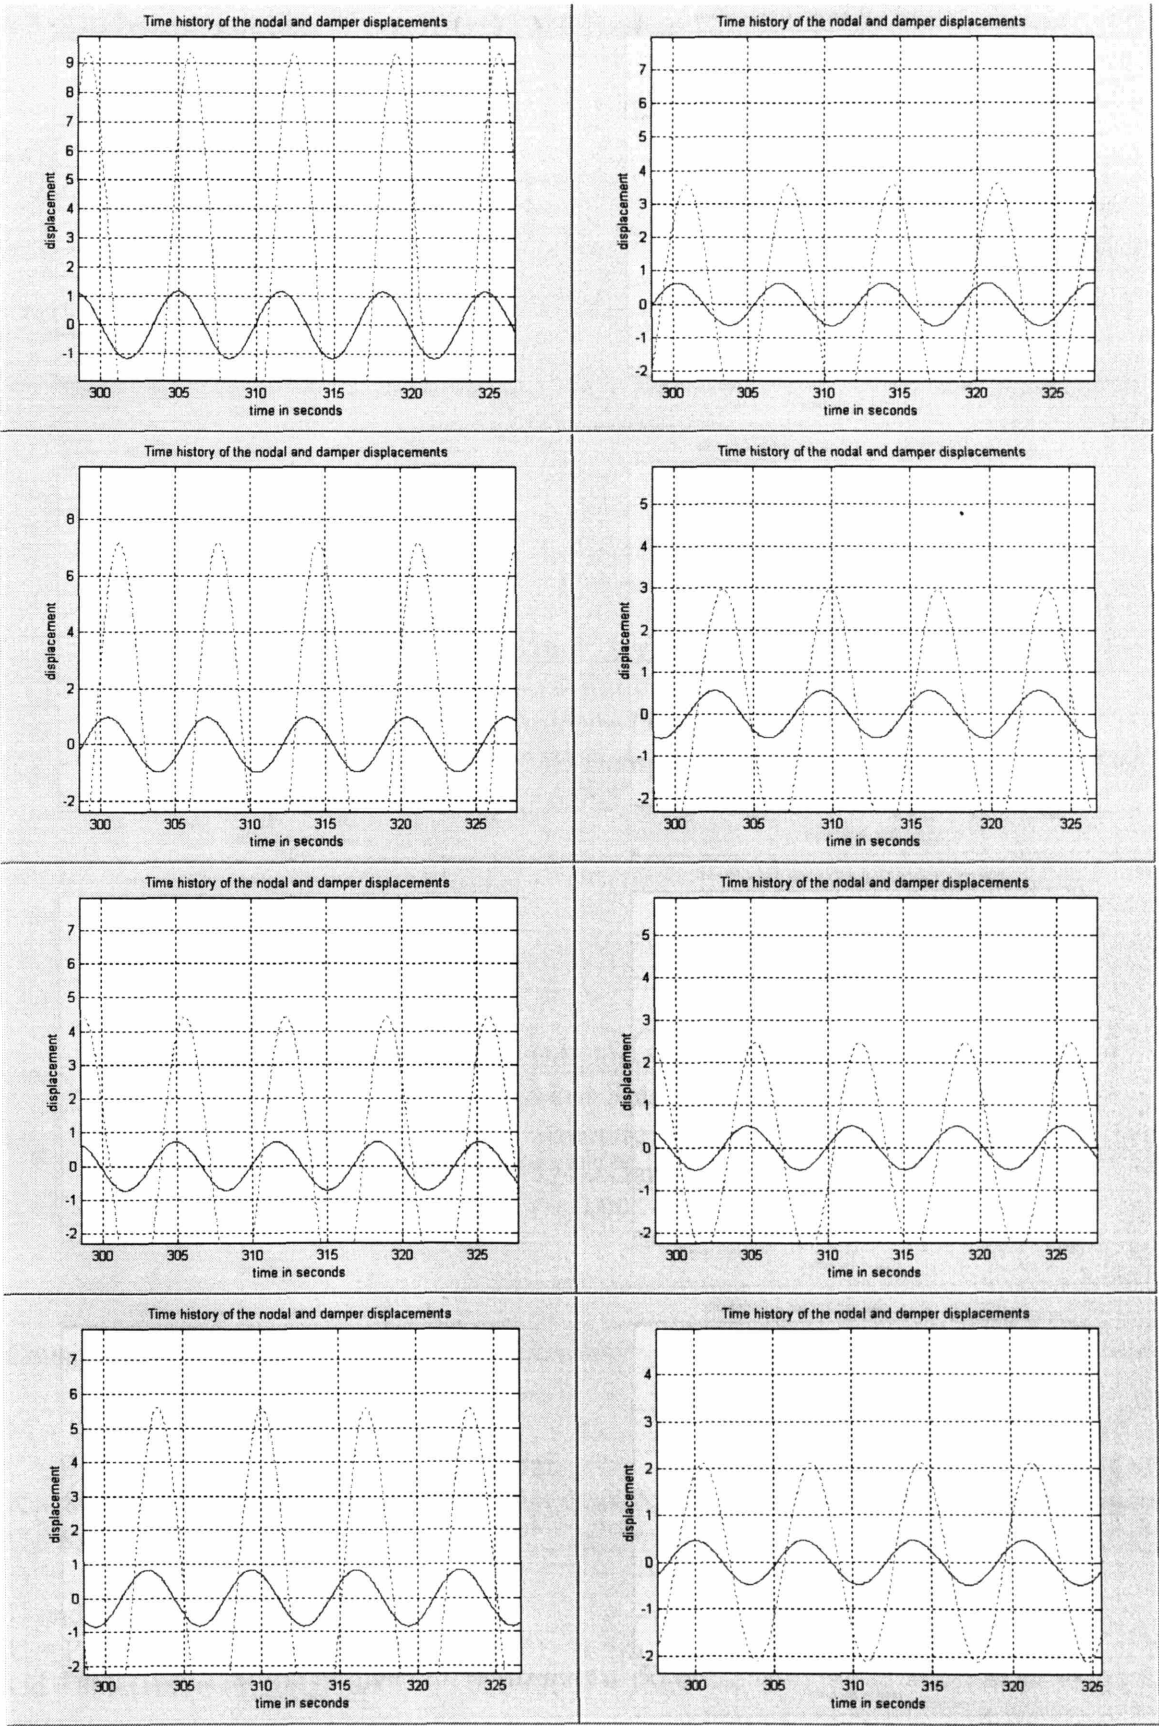 Time history of the nodal and damper displacements
9
8
7
6
5
4
3
2
1
0
-1
displacement
300 305 310 315 320 325
time in seconds
Time history of the nodal and damper displacements
7
6
5
4
3
2
1
0
-1
-2
displacement
300 305 310 315 320 325
time in seconds
Time history of the nodal and damper displacements
8
6
4
2
0
-2
displacement
300 305 310 315 320 325
time in seconds
Time history of the nodal and damper displacements
5
4
3
2
1
0
-1
-2
displacement
300 305 310 315 320 325
time in seconds
Time history of the nodal and damper displacements
7
6
5
4
3
2
1
0
-1
-2
displacement
300 305 310 315 320 325
time in seconds
Time history of the nodal and damper displacements
5
4
3
2
1
0
-1
-2
displacement
300 305 310 315 320 325
time in seconds
Time history of the nodal and damper displacements
7
6
5
4
3
2
1
0
-1
-2
displacement
300 305 310 315 320 325
time in seconds
Time history of the nodal and damper displacements
4
3
2
1
0
-1
-2
displacement
300 305 310 315 320 325
time in seconds